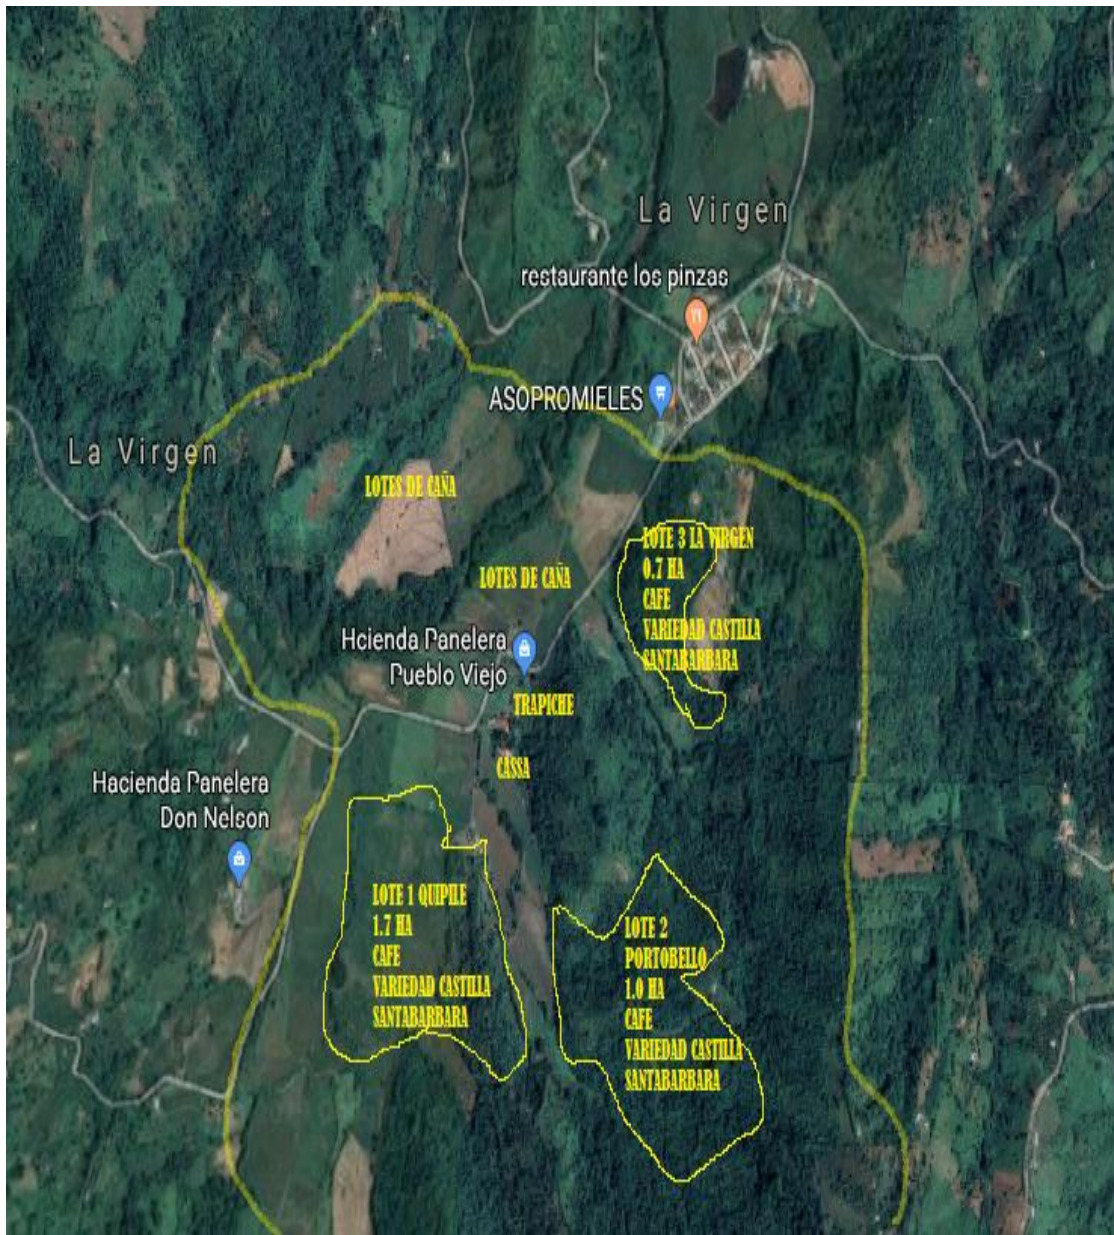 La Virgen
restaurante los pinzas
ASOPROMIELES
La Virgen
LOTES DE CAÑA
LOTE 3 LA VIRGEN
0.7 HA
CAFE
VARIEDAD CASTILLA
SANTABARBARA
LOTES DE CAÑA
Hcienda Panelera
Pueblo Viejo
TRAPICHE
CASSA
Hacienda Panelera
Don Nelson
LOTE 1 QUIPILE
1.7 HA
CAFE
VARIEDAD CASTILLA
SANTABARBARA
LOTE 2
PORTOBELLO
1.0 HA
CAFE
VARIEDAD CASTILLA
SANTABARBARA